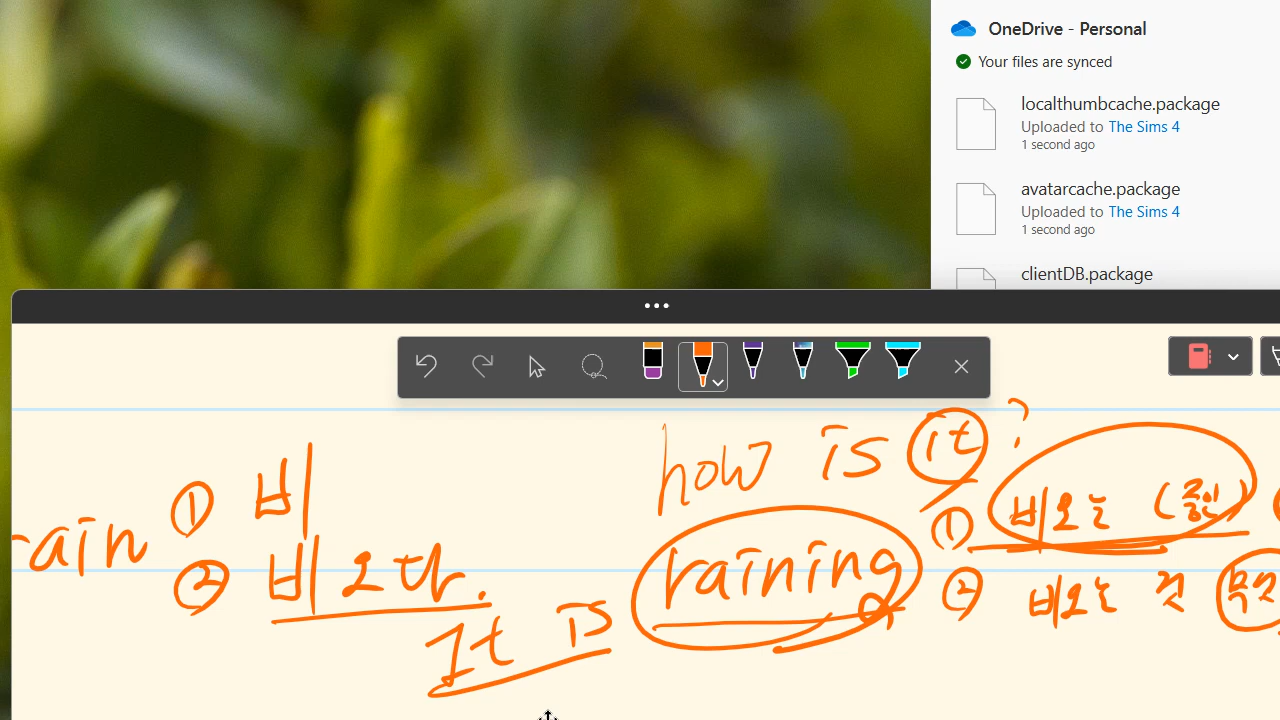 OneDrive - Personal
Your files are synced
localthumbcache.package
Uploaded to The Sims 4
1 second ago
avatarcache.package
Uploaded to The Sims 4
1 second ago
clientDB.package
how is it?
rain ① 비
② 비오다.
It is raining
① 비오는 (중인)
② 비오는 것